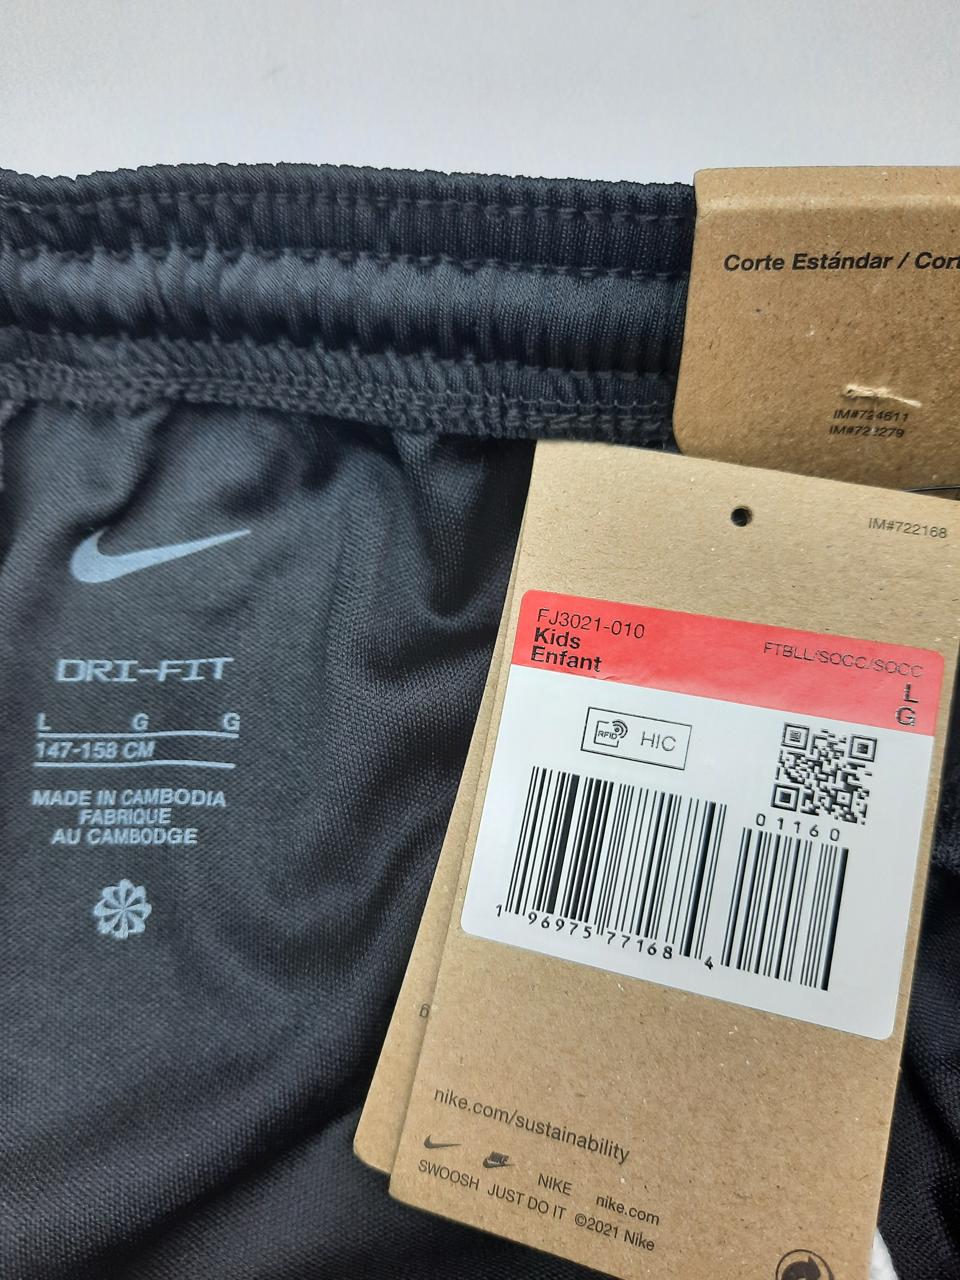 Corte Estándar / Cort
IM#724611
IM#722168
FJ3021-010
Kids
Enfant
FTBLL/SOCC/SOCC
L
G
RFID
HIC
01160
1 96975 77168 4
nike.com/sustainability
NIKE
nike.com
SWOOSH JUST DO IT ©2021 Nike
DRI-FIT
L G G
147-158 CM
MADE IN CAMBODIA
FABRIQUE
AU CAMBODGE